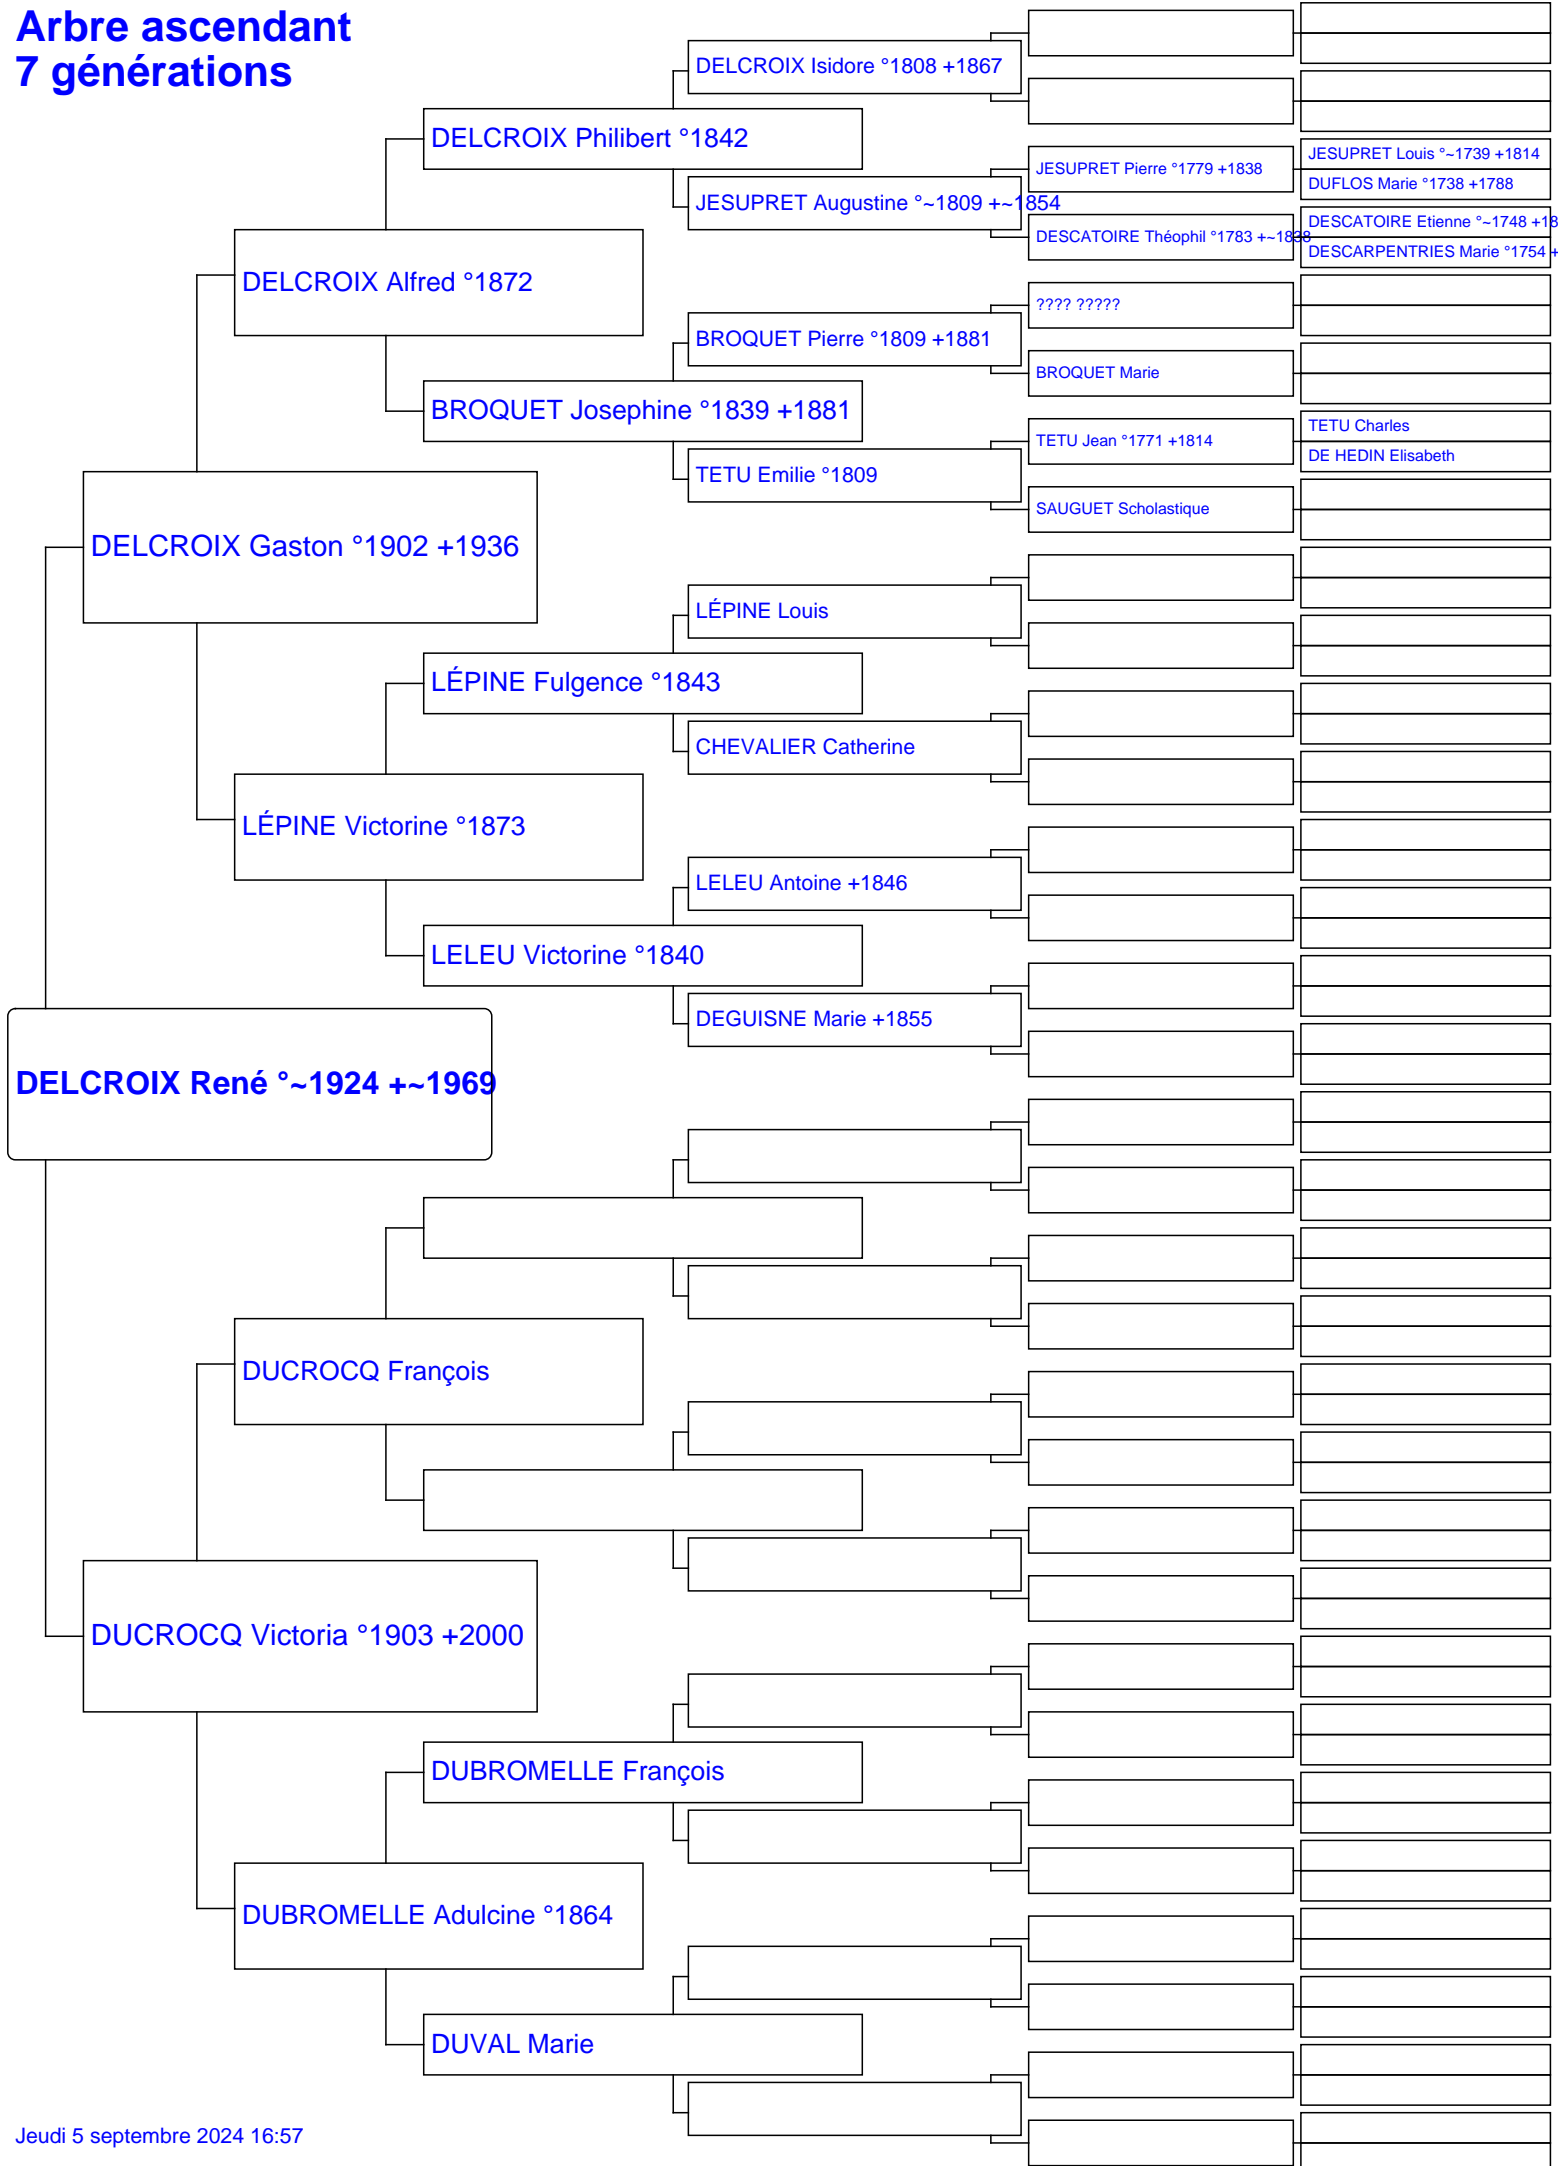 Arbre ascendant
7 générations
DELCROIX Isidore °1808 +1867
DELCROIX Philibert °1842
JESUPRET Pierre °1779 +1838
JESUPRET Louis °~1739 +1814
DUFLOS Marie °1738 +1788
JESUPRET Augustine °~1809 +~1854
DESCATOIRE Théophil °1783 +~1838
DESCATOIRE Etienne °~1748 +18
DESCARPENTRIES Marie °1754 +
DELCROIX Alfred °1872
???? ?????
BROQUET Pierre °1809 +1881
BROQUET Marie
BROQUET Josephine °1839 +1881
TETU Jean °1771 +1814
TETU Charles
DE HEDIN Elisabeth
TETU Emilie °1809
SAUGUET Scholastique
DELCROIX Gaston °1902 +1936
LÉPINE Louis
LÉPINE Fulgence °1843
CHEVALIER Catherine
LÉPINE Victorine °1873
LELEU Antoine +1846
LELEU Victorine °1840
DEGUISNE Marie +1855
DELCROIX René °~1924 +~1969
DUCROCQ François
DUCROCQ Victoria °1903 +2000
DUBROMELLE François
DUBROMELLE Adulcine °1864
DUVAL Marie
Jeudi 5 septembre 2024 16:57